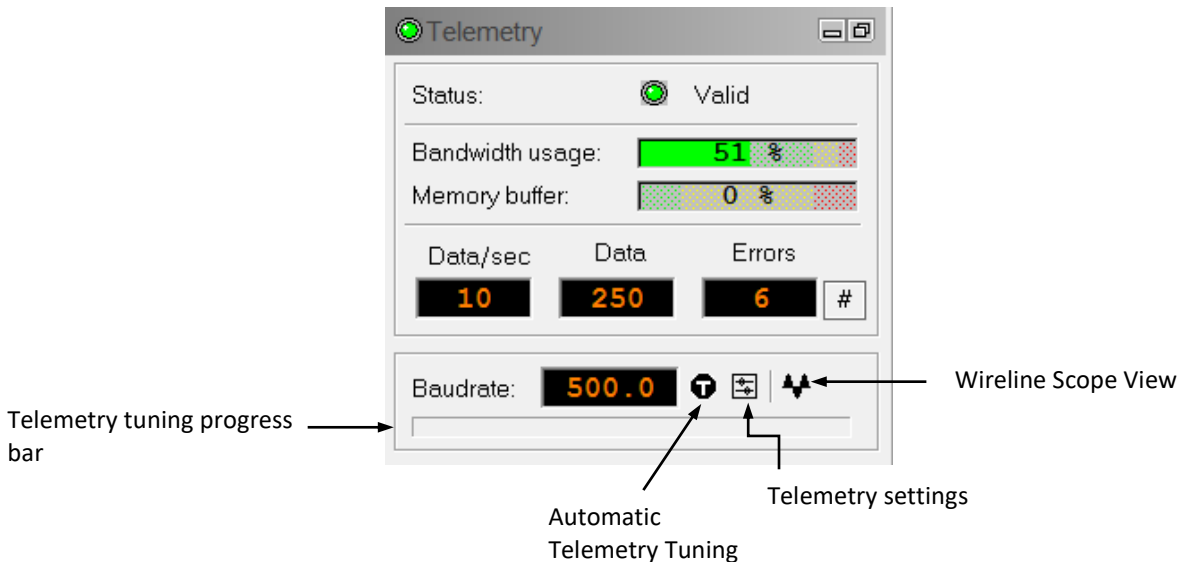 Telemetry
Status: Valid
Bandwidth usage: 51 %
Memory buffer: 0 %
Data/sec Data Errors
10 250 6 #
Baudrate: 500.0 T
Wireline Scope View
Telemetry tuning progress
bar
Telemetry settings
Automatic
Telemetry Tuning